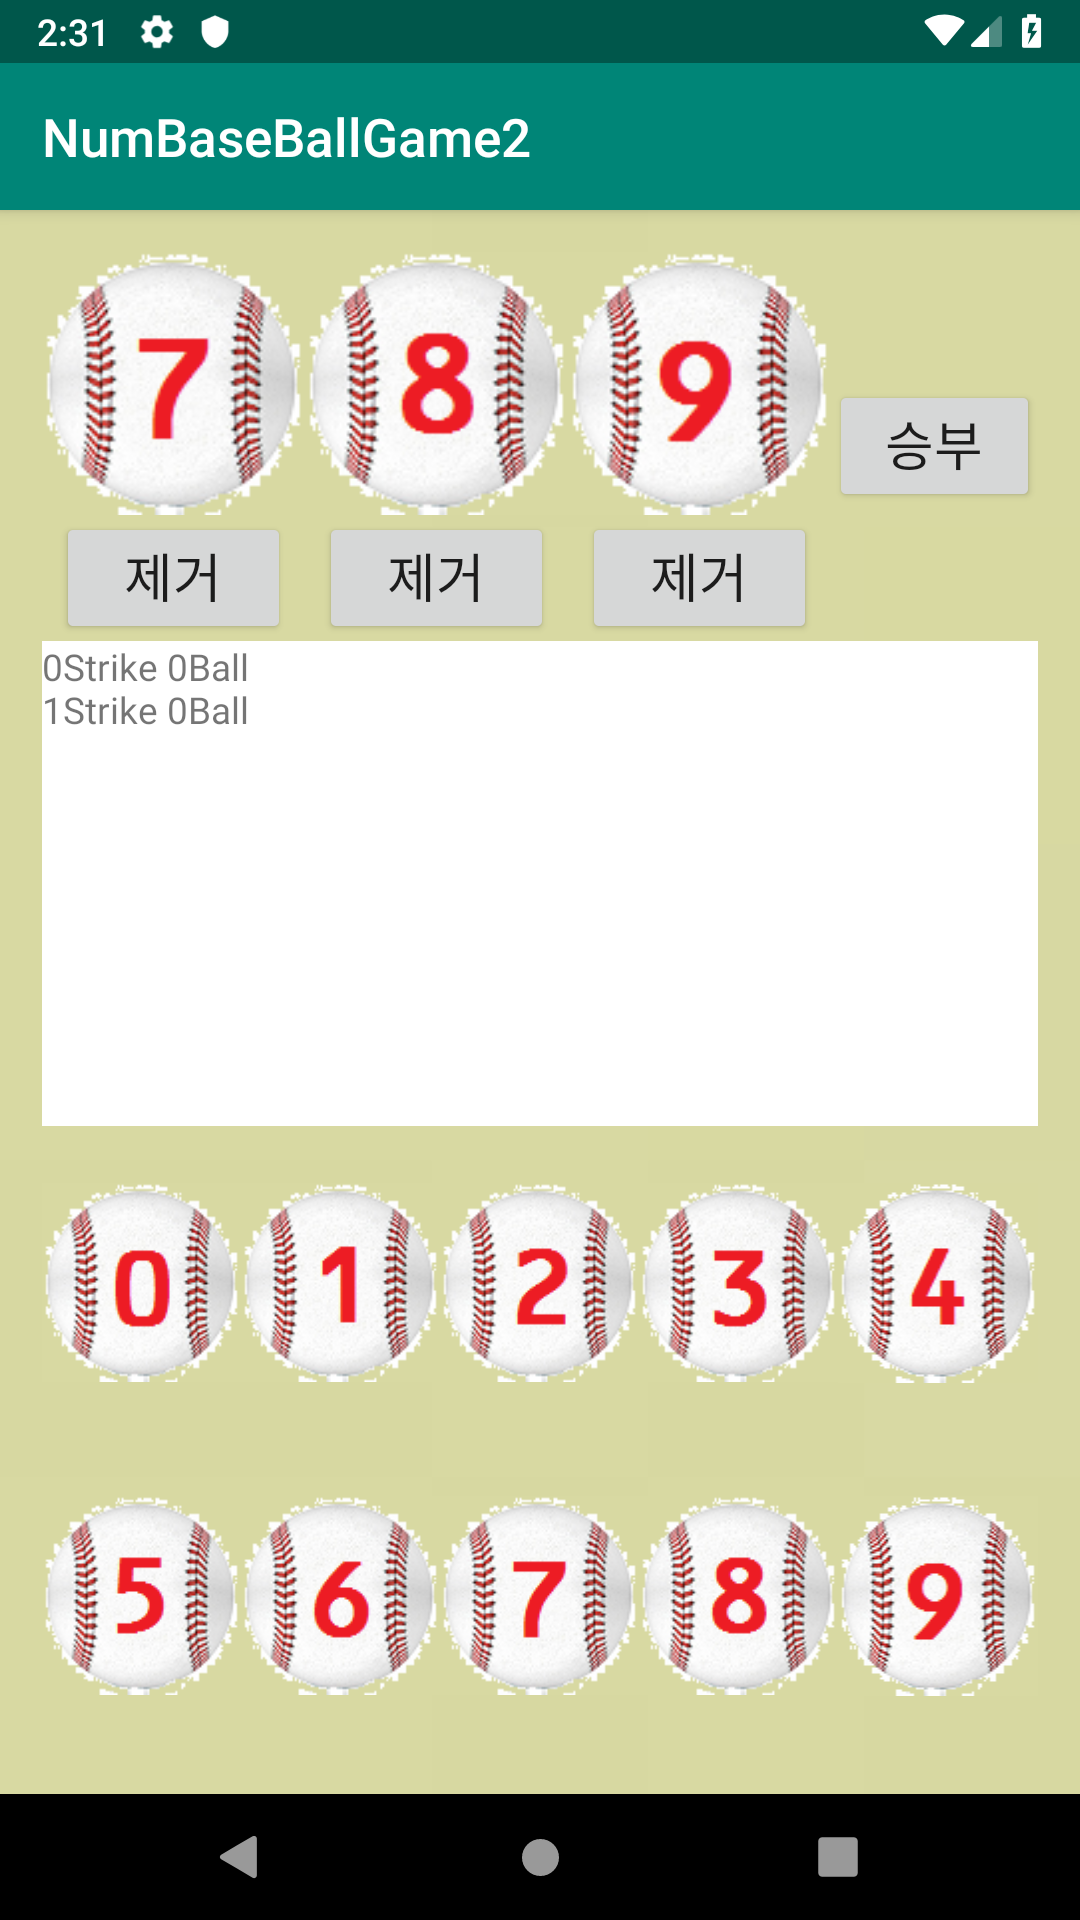 2:31
NumBaseBallGame2
7 8 9
승부
제거 제거 제거
0Strike 0Ball
1Strike 0Ball
0 1 2 3 4
5 6 7 8 9